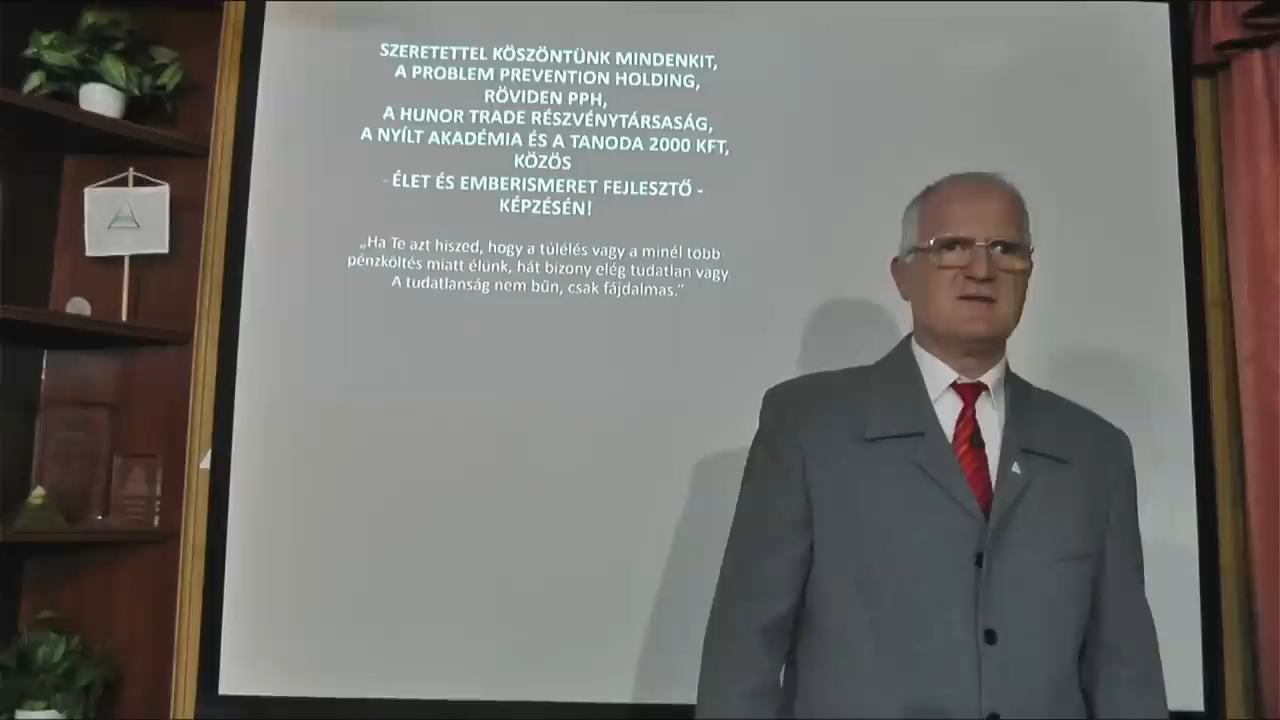 SZERETETTEL KÖSZÖNTÜNK MINDENKIT,
A PROBLEM PREVENTION HOLDING,
RÖVIDEN PPH,
A HUNOR TRADE RÉSZVÉNYTÁRSASÁG,
A NYÍLT AKADÉMIA ÉS A TANODA 2000 KFT,
KÖZÖS
- ÉLET ÉS EMBERISMERET FEJLESZTŐ -
KÉPZÉSÉN!
„Ha Te azt hiszed, hogy a túlélés vagy a minél több
pénzköltés miatt élünk, hát bizony elég tudatlan vagy.
A tudatlanság nem bűn, csak fájdalmas.”